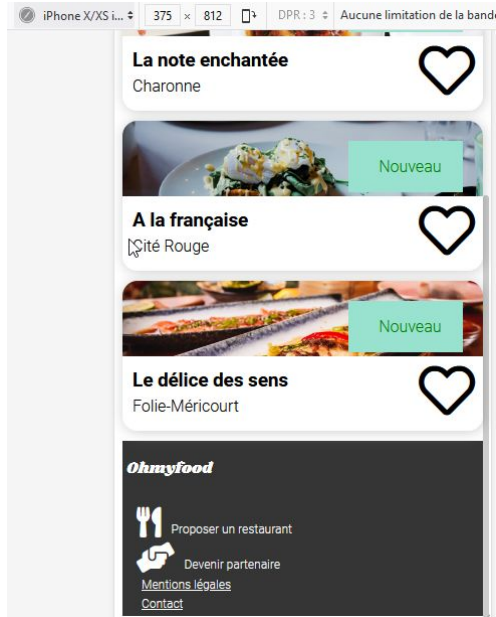 iPhone X/XS i... 375 × 812 DPR : 3 Aucune limitation de la band
La note enchantée
Charonne
Nouveau
A la française
Cité Rouge
Nouveau
Le délice des sens
Folie-Méricourt
Ohmyfood
Proposer un restaurant
Devenir partenaire
Mentions légales
Contact